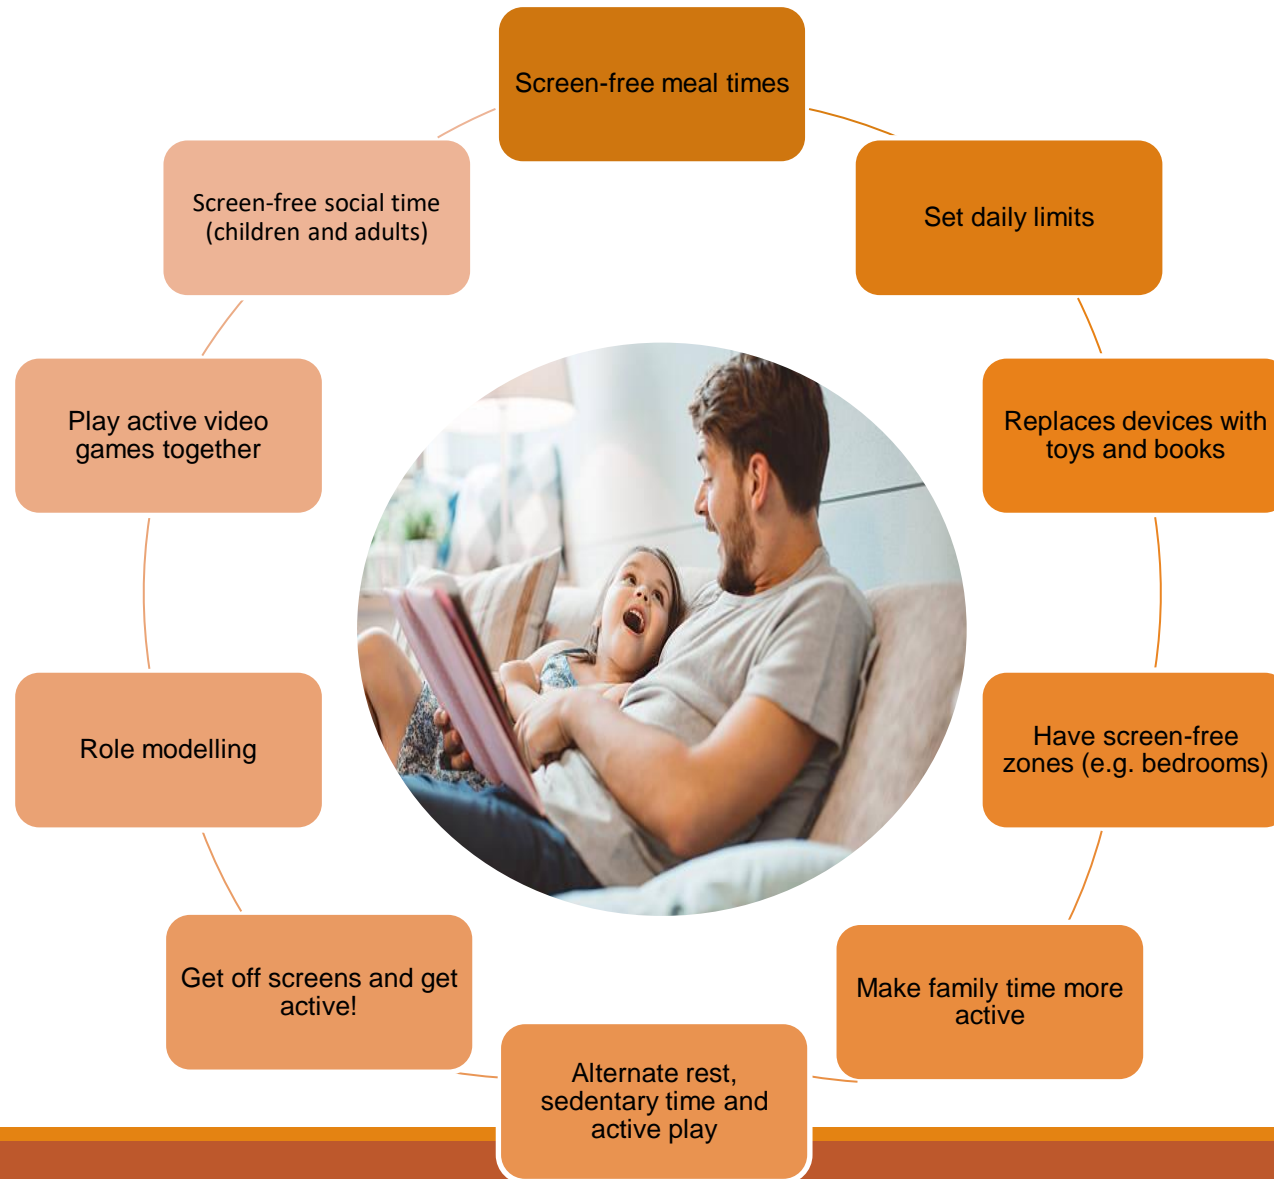 Screen-free meal times
Set daily limits
Replaces devices with
toys and books
Have screen-free
zones (e.g. bedrooms)
Make family time more
active
Alternate rest,
sedentary time and
active play
Get off screens and get
active!
Role modelling
Play active video
games together
Screen-free social time
(children and adults)